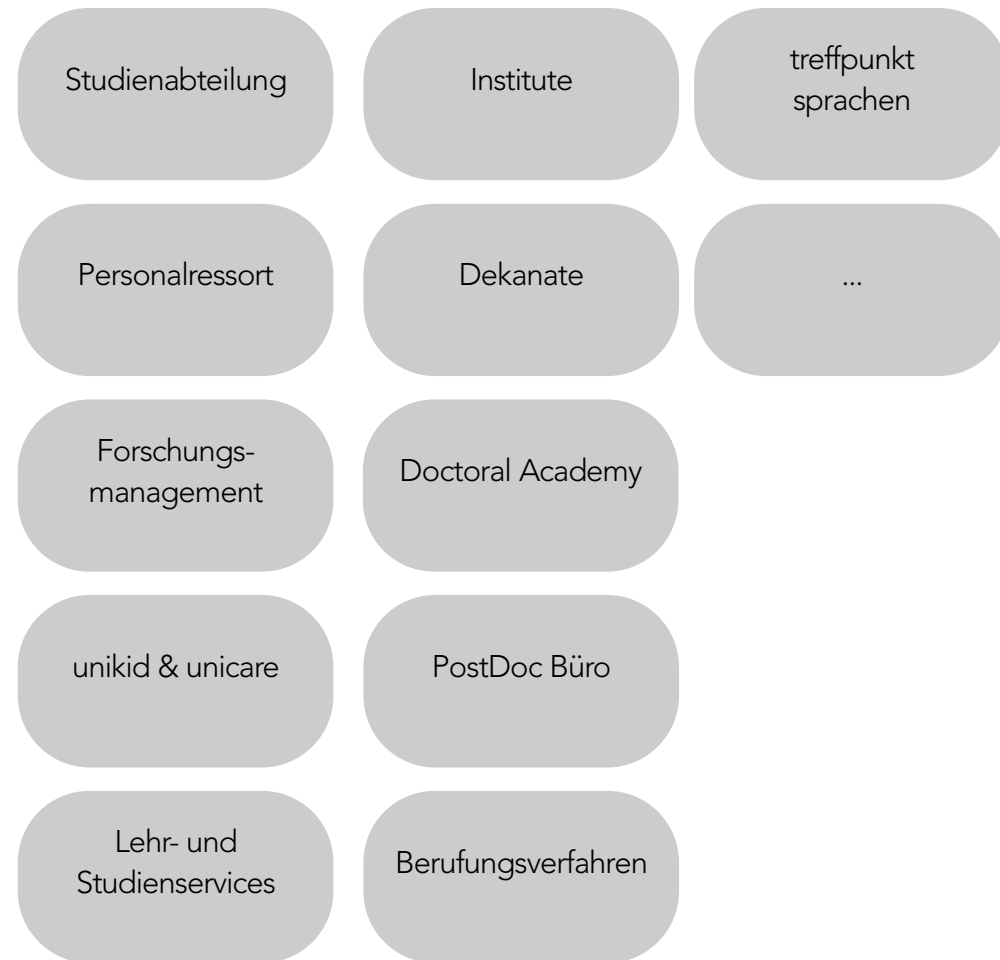 Studienabteilung
Institute
treffpunkt
sprachen
Personalressort
Dekanate
...
Forschungs-
management
Doctoral Academy
unikid & unicare
PostDoc Büro
Lehr- und
Studienservices
Berufungsverfahren